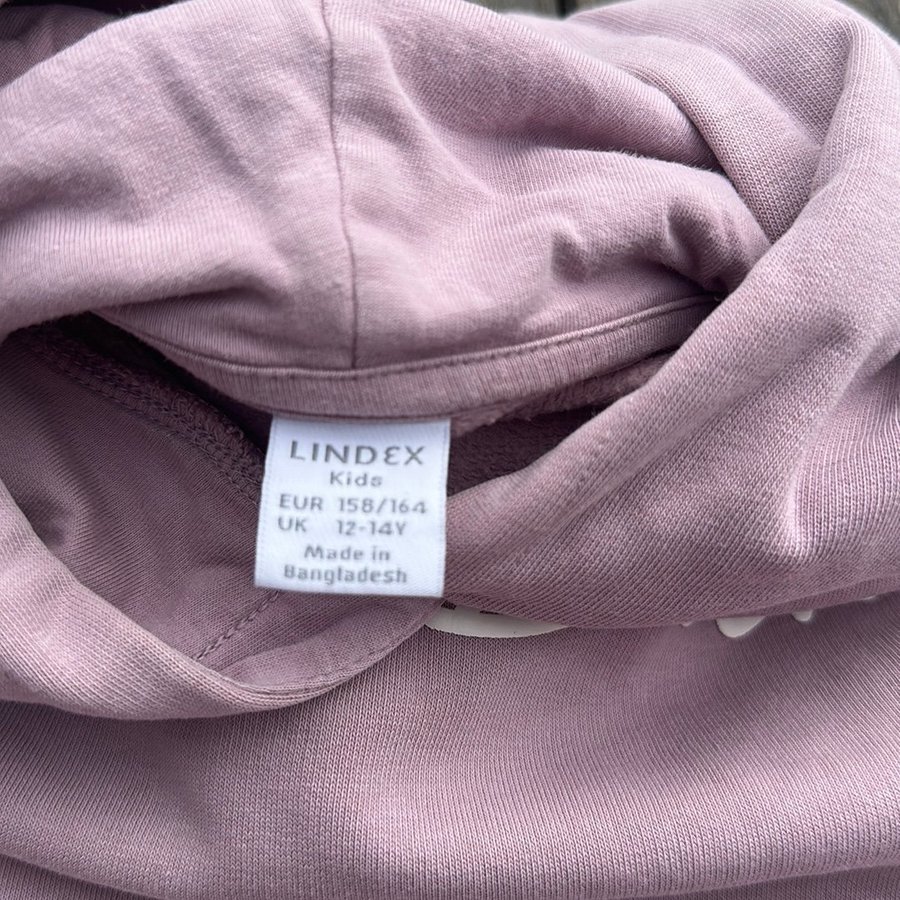 LINDEX
Kids
EUR 158/164
UK 12-14Y
Made in
Bangladesh